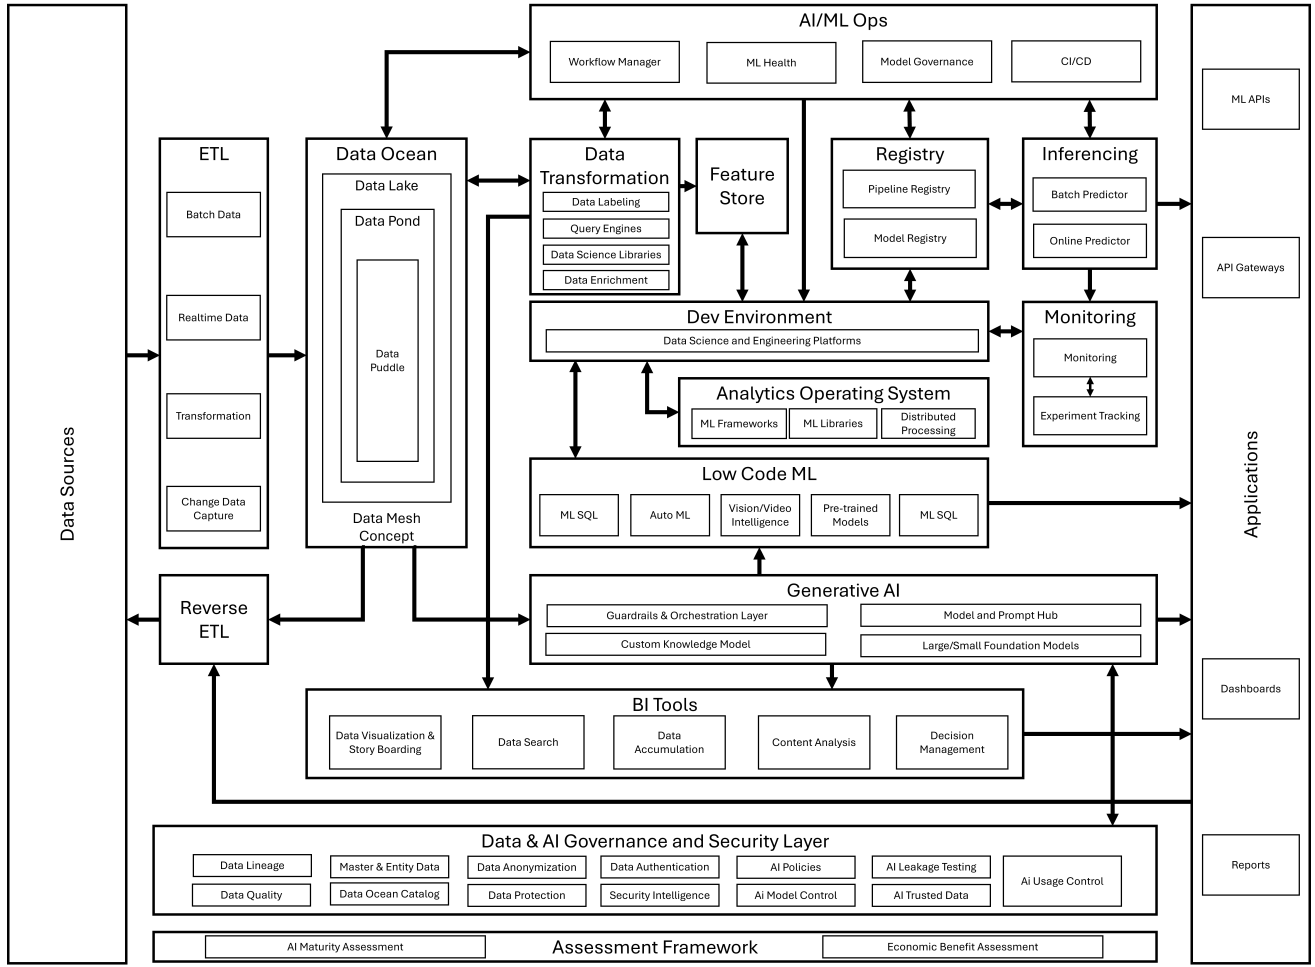 AI/ML Ops
Workflow Manager
ML Health
Model Governance
CI/CD
Data Sources
ETL
Batch Data
Realtime Data
Transformation
Change Data
Capture
Data Ocean
Data Lake
Data Pond
Data
Puddle
Data Mesh
Concept
Data
Transformation
Data Labeling
Query Engines
Data Science Libraries
Data Enrichment
Feature
Store
Registry
Pipeline Registry
Model Registry
Inferencing
Batch Predictor
Online Predictor
Dev Environment
Data Science and Engineering Platforms
Monitoring
Monitoring
Experiment Tracking
Analytics Operating System
ML Frameworks
ML Libraries
Distributed
Processing
Low Code ML
ML SQL
Auto ML
Vision/Video
Intelligence
Pre-trained
Models
ML SQL
Reverse
ETL
Generative AI
Guardrails & Orchestration Layer
Model and Prompt Hub
Custom Knowledge Model
Large/Small Foundation Models
BI Tools
Data Visualization &
Story Boarding
Data Search
Data
Accumulation
Content Analysis
Decision
Management
Data & AI Governance and Security Layer
Data Lineage
Master & Entity Data
Data Anonymization
Data Authentication
AI Policies
AI Leakage Testing
Ai Usage Control
Data Quality
Data Ocean Catalog
Data Protection
Security Intelligence
Ai Model Control
AI Trusted Data
AI Maturity Assessment
Assessment Framework
Economic Benefit Assessment
ML APIs
API Gateways
Applications
Dashboards
Reports